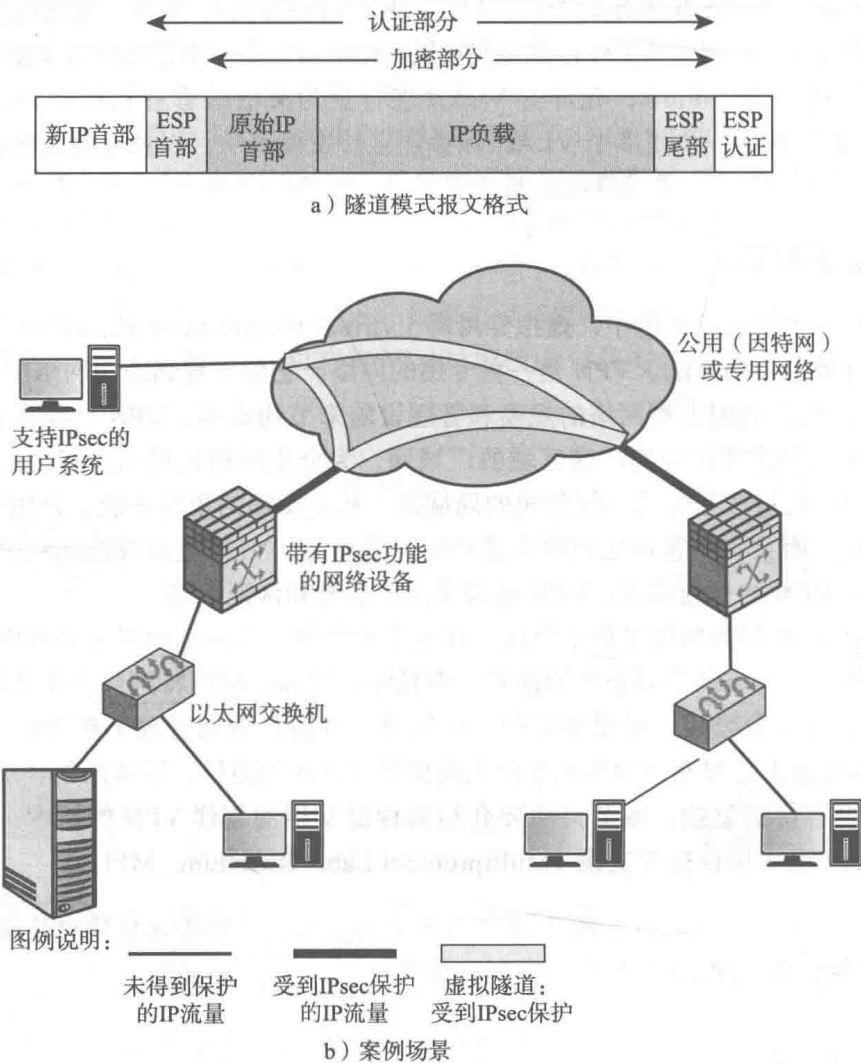 认证部分
加密部分
新IP首部
ESP
首部
原始IP
首部
IP负载
ESP
尾部
ESP
认证
a）隧道模式报文格式
公用（因特网）
或专用网络
支持IPsec的
用户系统
带有IPsec功能
的网络设备
以太网交换机
图例说明：
未得到保护
的IP流量
受到IPsec保护
的IP流量
虚拟隧道：
受到IPsec保护
b）案例场景